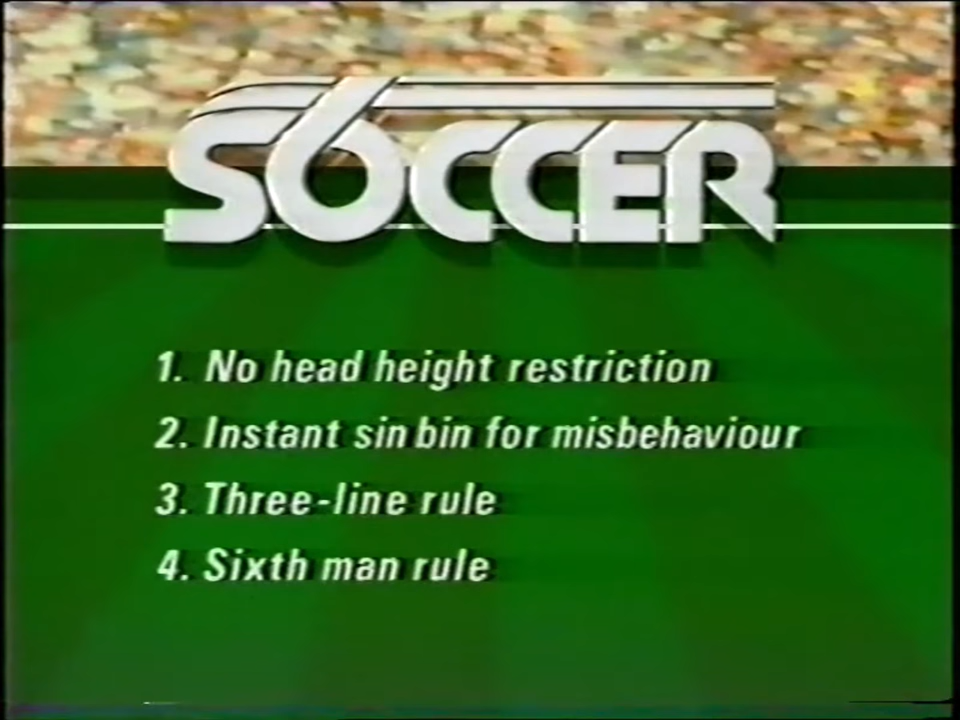 S6CCER
1. No head height restriction
2. Instant sin bin for misbehaviour
3. Three-line rule
4. Sixth man rule